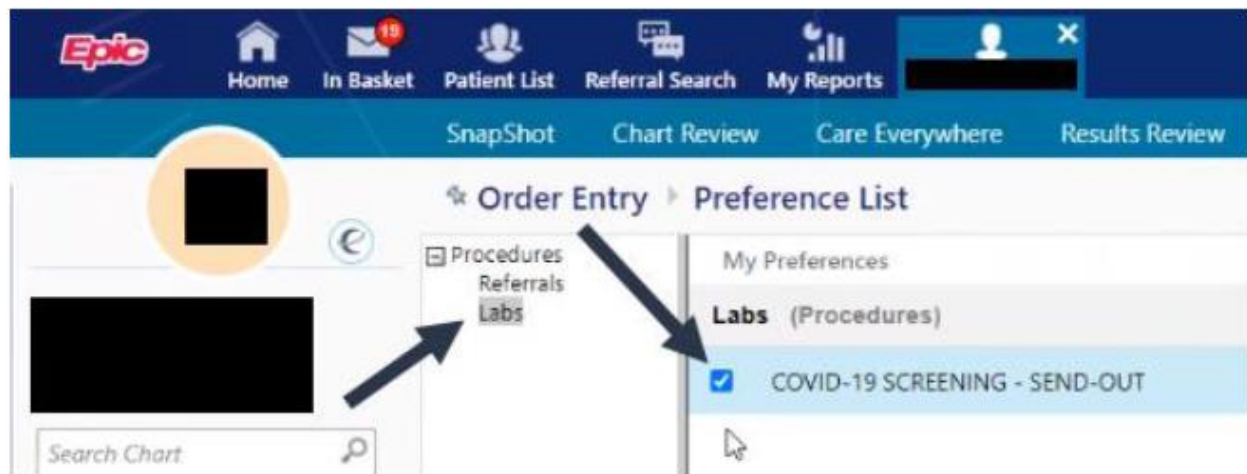 Epic
19
Home In Basket Patient List Referral Search My Reports
SnapShot Chart Review Care Everywhere Results Review
Order Entry Preference List
Procedures
Referrals
Labs
My Preferences
Labs (Procedures)
COVID-19 SCREENING - SEND-OUT
Search Chart